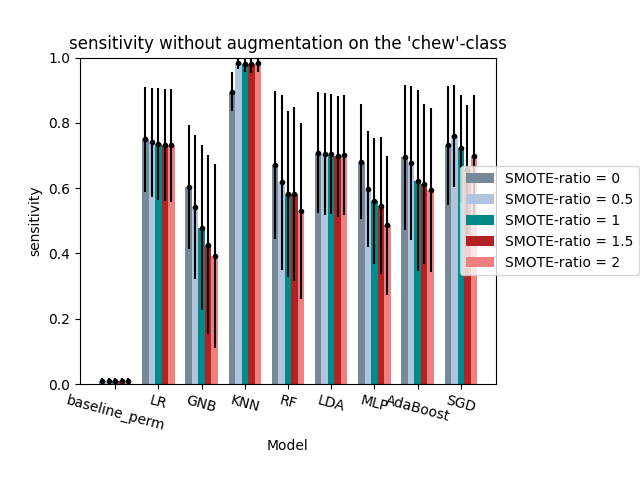 sensitivity without augmentation on the 'chew'-class
1.0
0.8
0.6
0.4
0.2
0.0
sensitivity
SMOTE-ratio = 0
SMOTE-ratio = 0.5
SMOTE-ratio = 1
SMOTE-ratio = 1.5
SMOTE-ratio = 2
baseline_perm LR GNB KNN RF LDA MLP AdaBoost SGD
Model